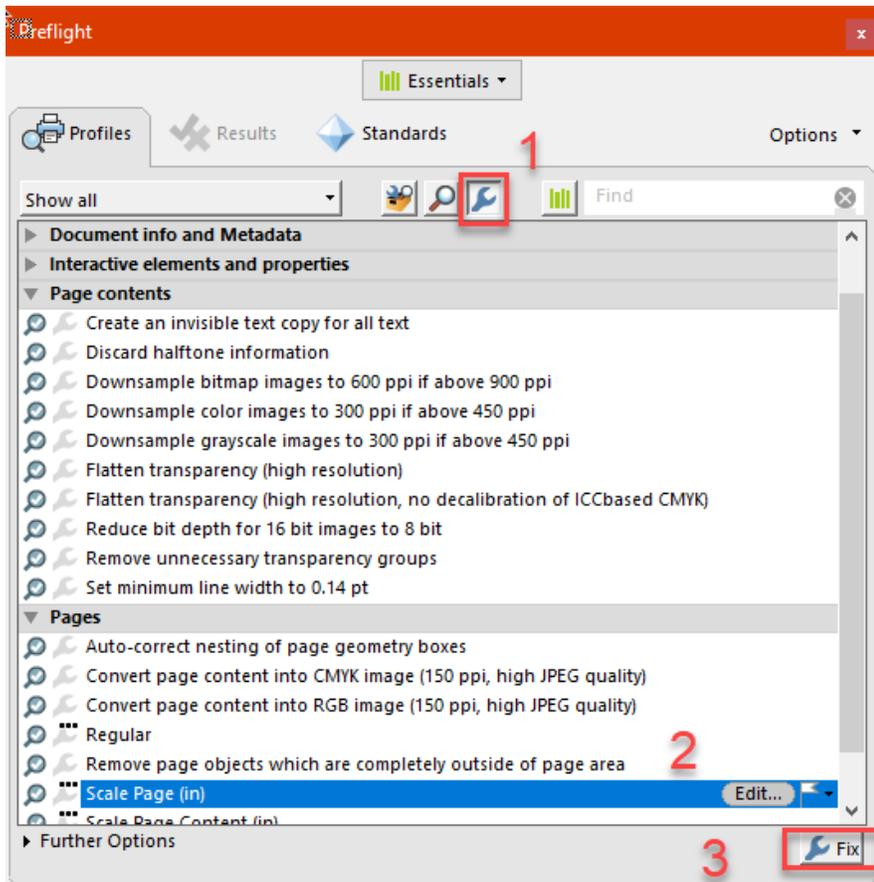 Preflight
x
Essentials
Profiles
Results
Standards
1
Options
Show all
Find
Document info and Metadata
Interactive elements and properties
Page contents
Create an invisible text copy for all text
Discard halftone information
Downsample bitmap images to 600 ppi if above 900 ppi
Downsample color images to 300 ppi if above 450 ppi
Downsample grayscale images to 300 ppi if above 450 ppi
Flatten transparency (high resolution)
Flatten transparency (high resolution, no decalibration of ICCbased CMYK)
Reduce bit depth for 16 bit images to 8 bit
Remove unnecessary transparency groups
Set minimum line width to 0.14 pt
Pages
Auto-correct nesting of page geometry boxes
Convert page content into CMYK image (150 ppi, high JPEG quality)
Convert page content into RGB image (150 ppi, high JPEG quality)
Regular
Remove page objects which are completely outside of page area
2
Scale Page (in)
Edit...
Scale Page Content (in)
Further Options
3
Fix